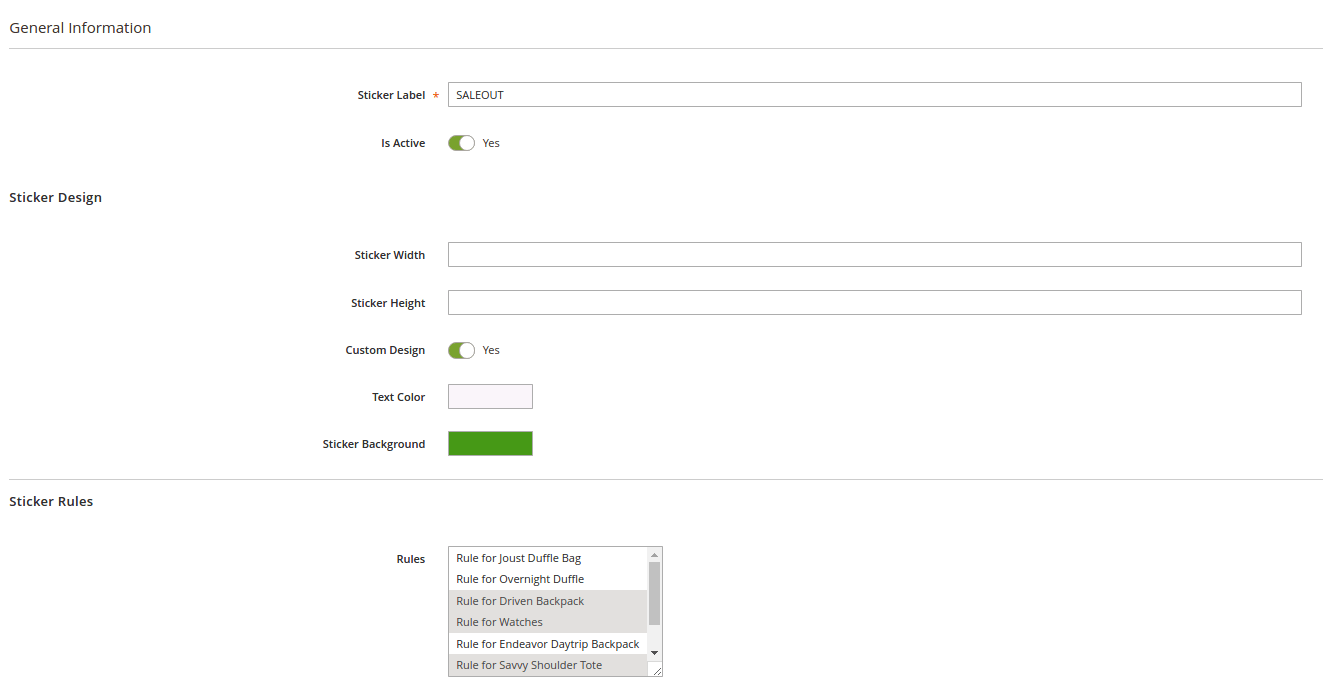 General Information
Sticker Label * SALEOUT
Is Active Yes
Sticker Design
Sticker Width
Sticker Height
Custom Design Yes
Text Color
Sticker Background
Sticker Rules
Rules
Rule for Joust Duffle Bag
Rule for Overnight Duffle
Rule for Driven Backpack
Rule for Watches
Rule for Endeavor Daytrip Backpack
Rule for Savvy Shoulder Tote